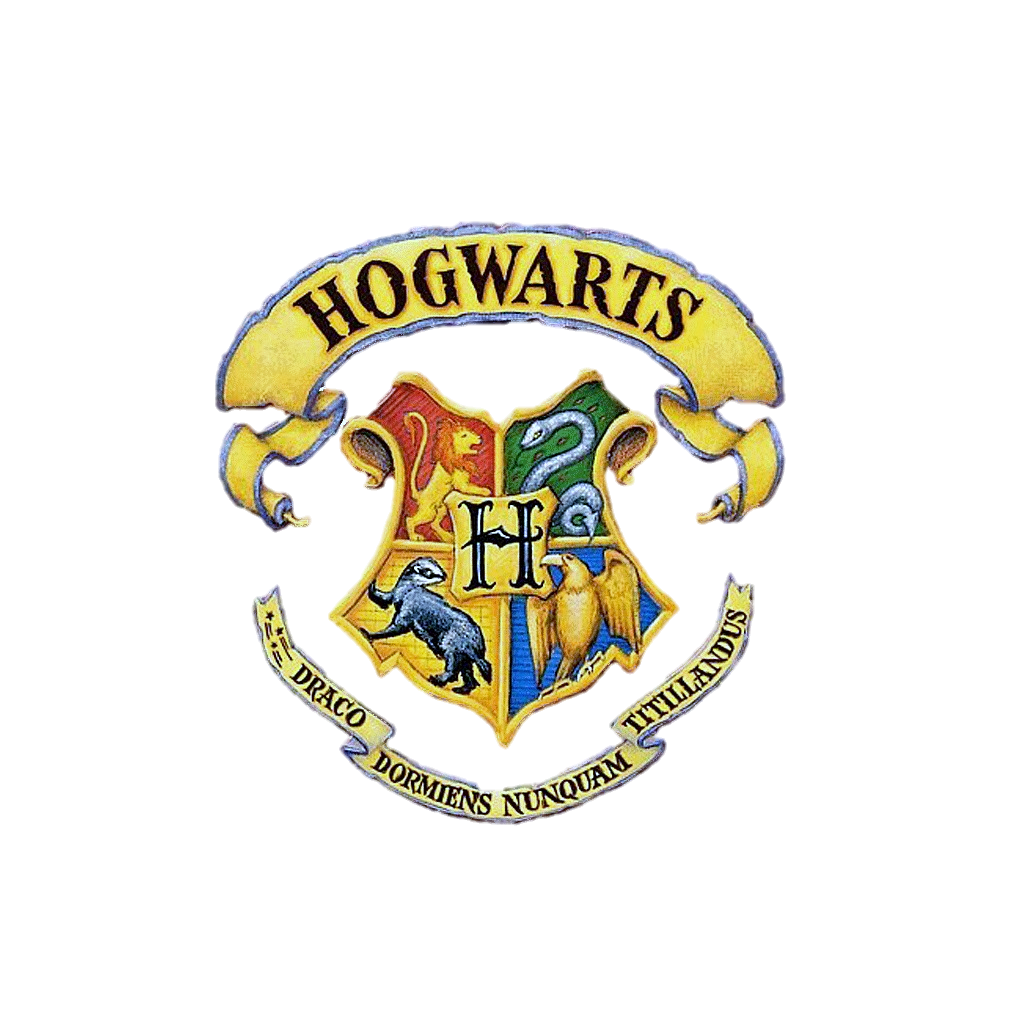 HOGWARTS
H
DRACO
DORMIENS NUNQUAM
TITILLANDUS